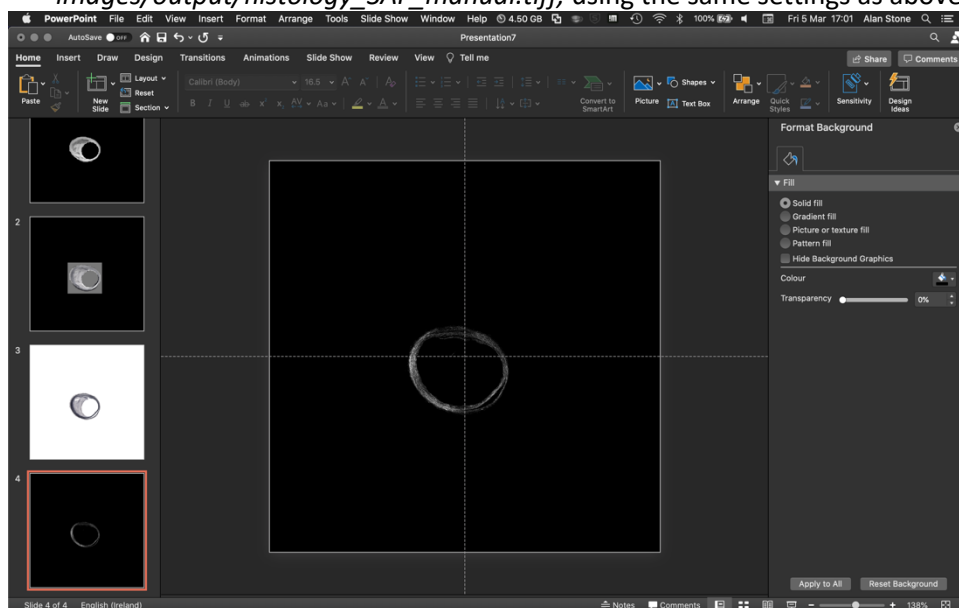 images/output/histology_SAF_manual.tiff, using the same settings as above
PowerPoint File Edit View Insert Format Arrange Tools Slide Show Window Help 4.50 GB 100% Fri 5 Mar 17:01 Alan Stone
AutoSave OFF Presentation7
Home Insert Draw Design Transitions Animations Slide Show Review View Tell me Share Comments
Paste New Slide Layout Reset Section Calibri (Body) 16.5 Convert to SmartArt Picture Shapes Text Box Arrange Quick Styles Sensitivity Design Ideas
Format Background
Fill
Solid fill
Gradient fill
Picture or texture fill
Pattern fill
Hide Background Graphics
Colour
Transparency 0%
2
3
4
Apply to All Reset Background
Slide 4 of 4 English (Ireland) Notes Comments 138%